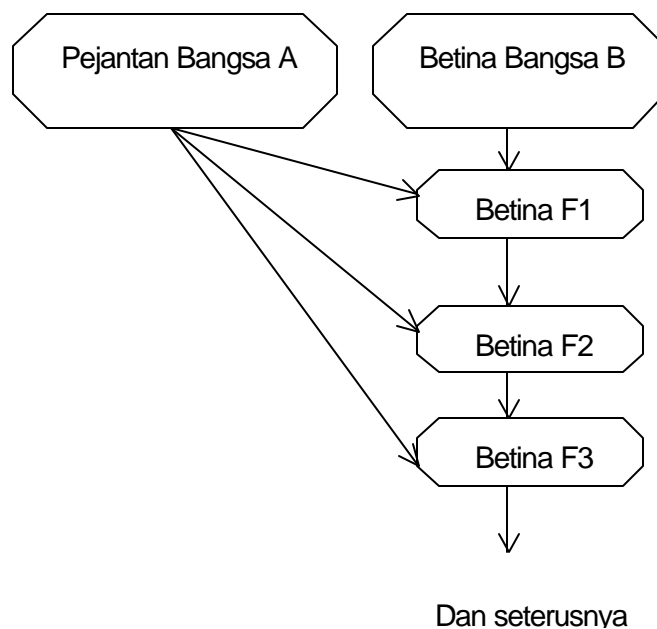 Pejantan Bangsa A
Betina Bangsa B
Betina F1
Betina F2
Betina F3
Dan seterusnya